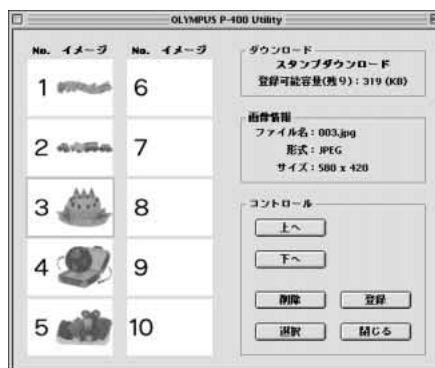 OLYMPUS P-400 Utility
No. イメージ No. イメージ
1 6
2 7
3 8
4 9
5 10
ダウンロード
スタンプダウンロード
登録可能容量(残り):319 (KB)
画像情報
ファイル名:003.jpg
形式:JPEG
サイズ:580 x 420
コントロール
上へ
下へ
削除 登録
選択 閉じる